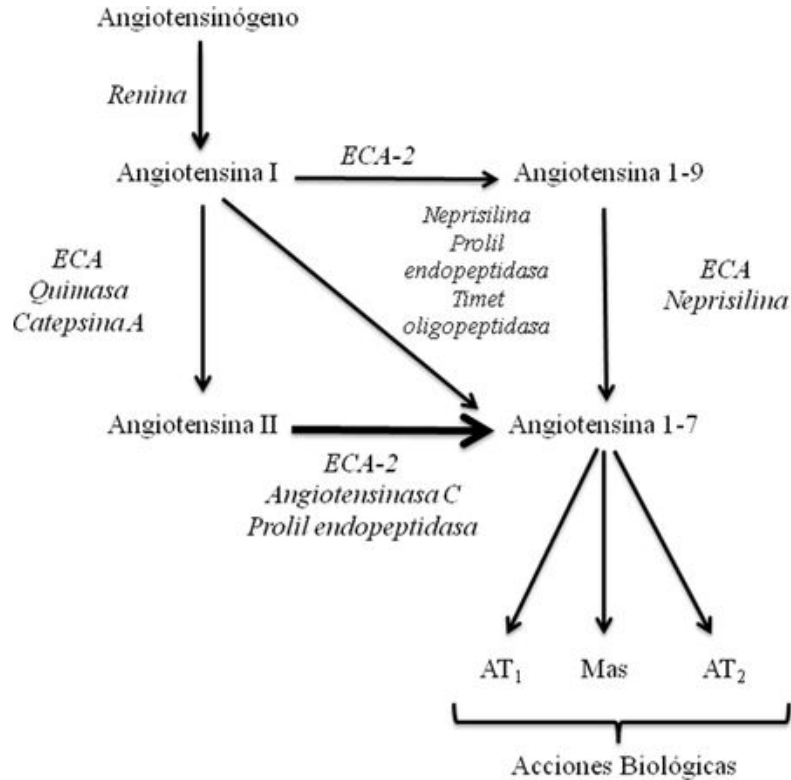 Angiotensinógeno
Renina
Angiotensina I
ECA-2
Angiotensina 1-9
ECA
Quimasa
Catepsina A
Neprisilina
Prolil
endopeptidasa
Timet
oligopeptidasa
ECA
Neprisilina
Angiotensina II
Angiotensina 1-7
ECA-2
Angiotensinasa C
Prolil endopeptidasa
AT₁
Mas
AT₂
Acciones Biológicas